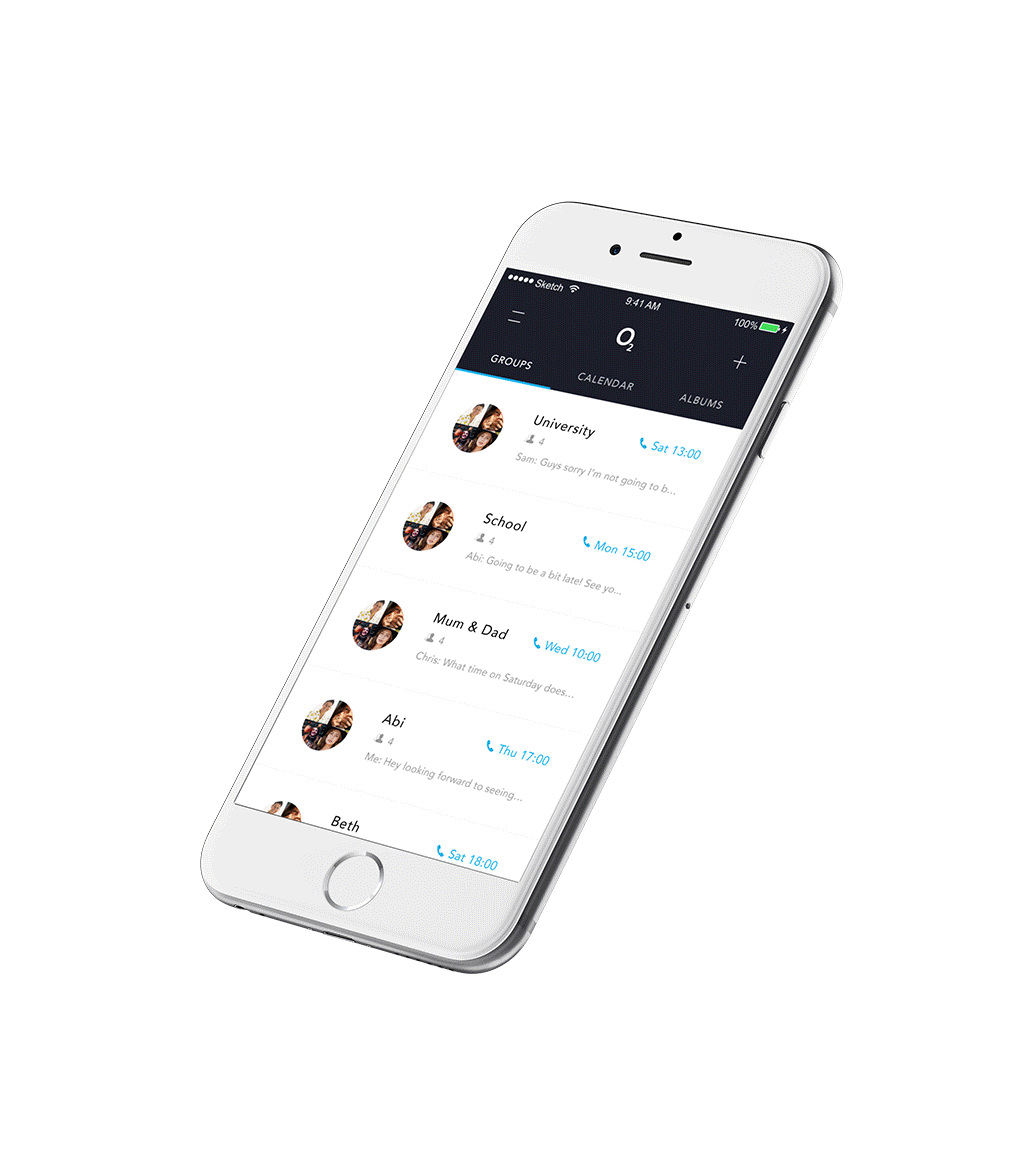 Sketch
9:41 AM
100%
O2
GROUPS
CALENDAR
ALBUMS
University
4
Sat 13:00
Sam: Guys sorry I'm not going to b...
School
4
Mon 15:00
Abi: Going to be a bit late! See yo...
Mum & Dad
4
Wed 10:00
Chris: What time on Saturday does...
Abi
4
Thu 17:00
Me: Hey looking forward to seeing...
Beth
Sat 18:00